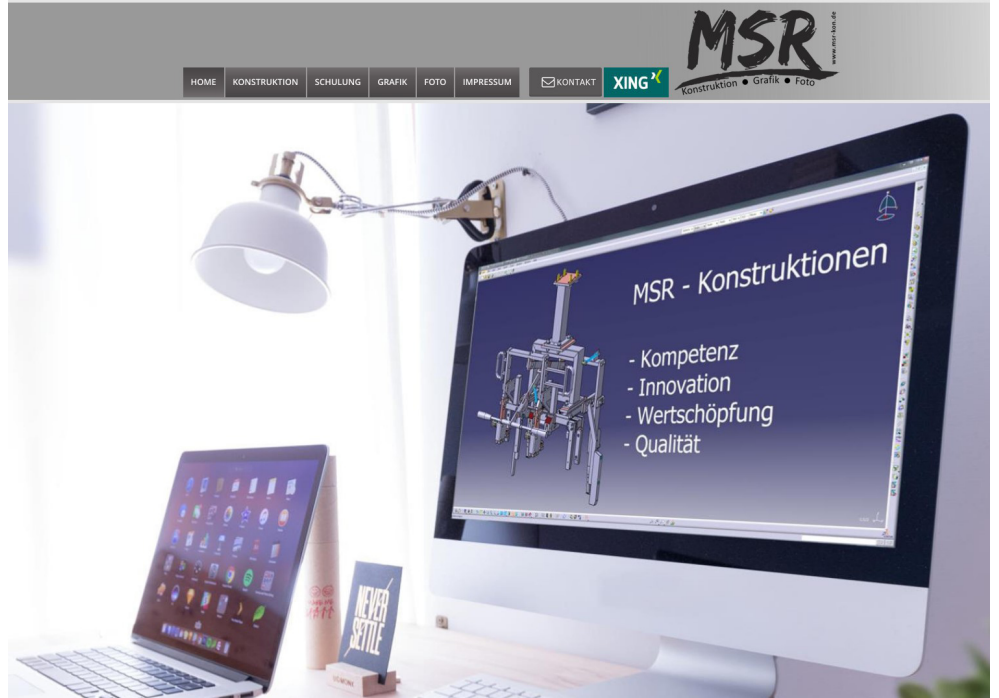 MSR
www.msr-kon.de
Konstruktion ● Grafik ● Foto
HOME KONSTRUKTION SCHULUNG GRAFIK FOTO IMPRESSUM KONTAKT XING
MSR - Konstruktionen
- Kompetenz
- Innovation
- Wertschöpfung
- Qualität
NEVER
SETTLE